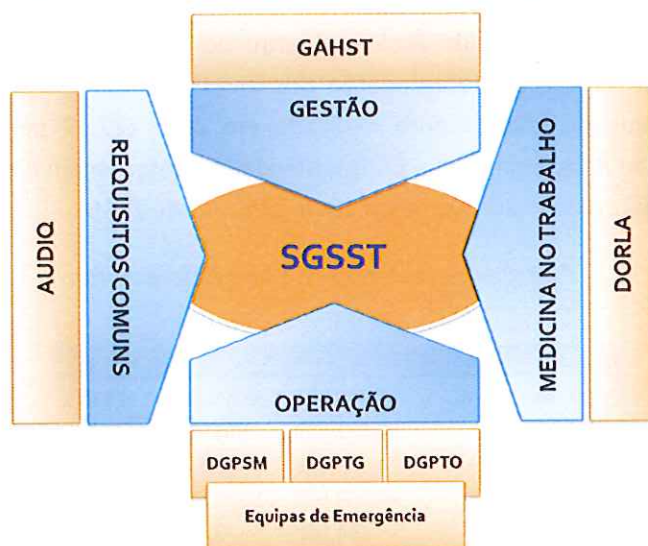 GAHST
GESTÃO
AUDIQ
REQUISITOS COMUNS
SGSST
MEDICINA NO TRABALHO
DORLA
OPERAÇÃO
DGPSM DGPTG DGPTO
Equipas de Emergência